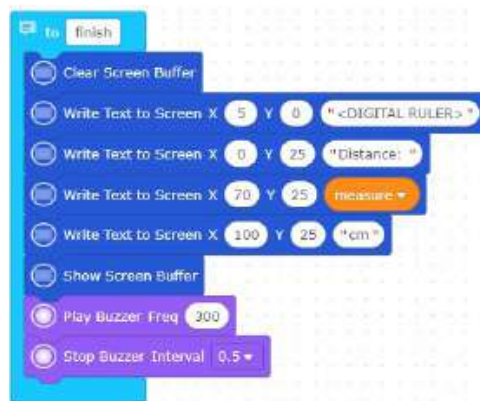 to finish
Clear Screen Buffer
Write Text to Screen X 5 Y 0 "<DIGITAL RULER>"
Write Text to Screen X 0 Y 25 "Distance: "
Write Text to Screen X 70 Y 25 measure
Write Text to Screen X 100 Y 25 "cm"
Show Screen Buffer
Play Buzzer Freq 300
Stop Buzzer Interval 0.5